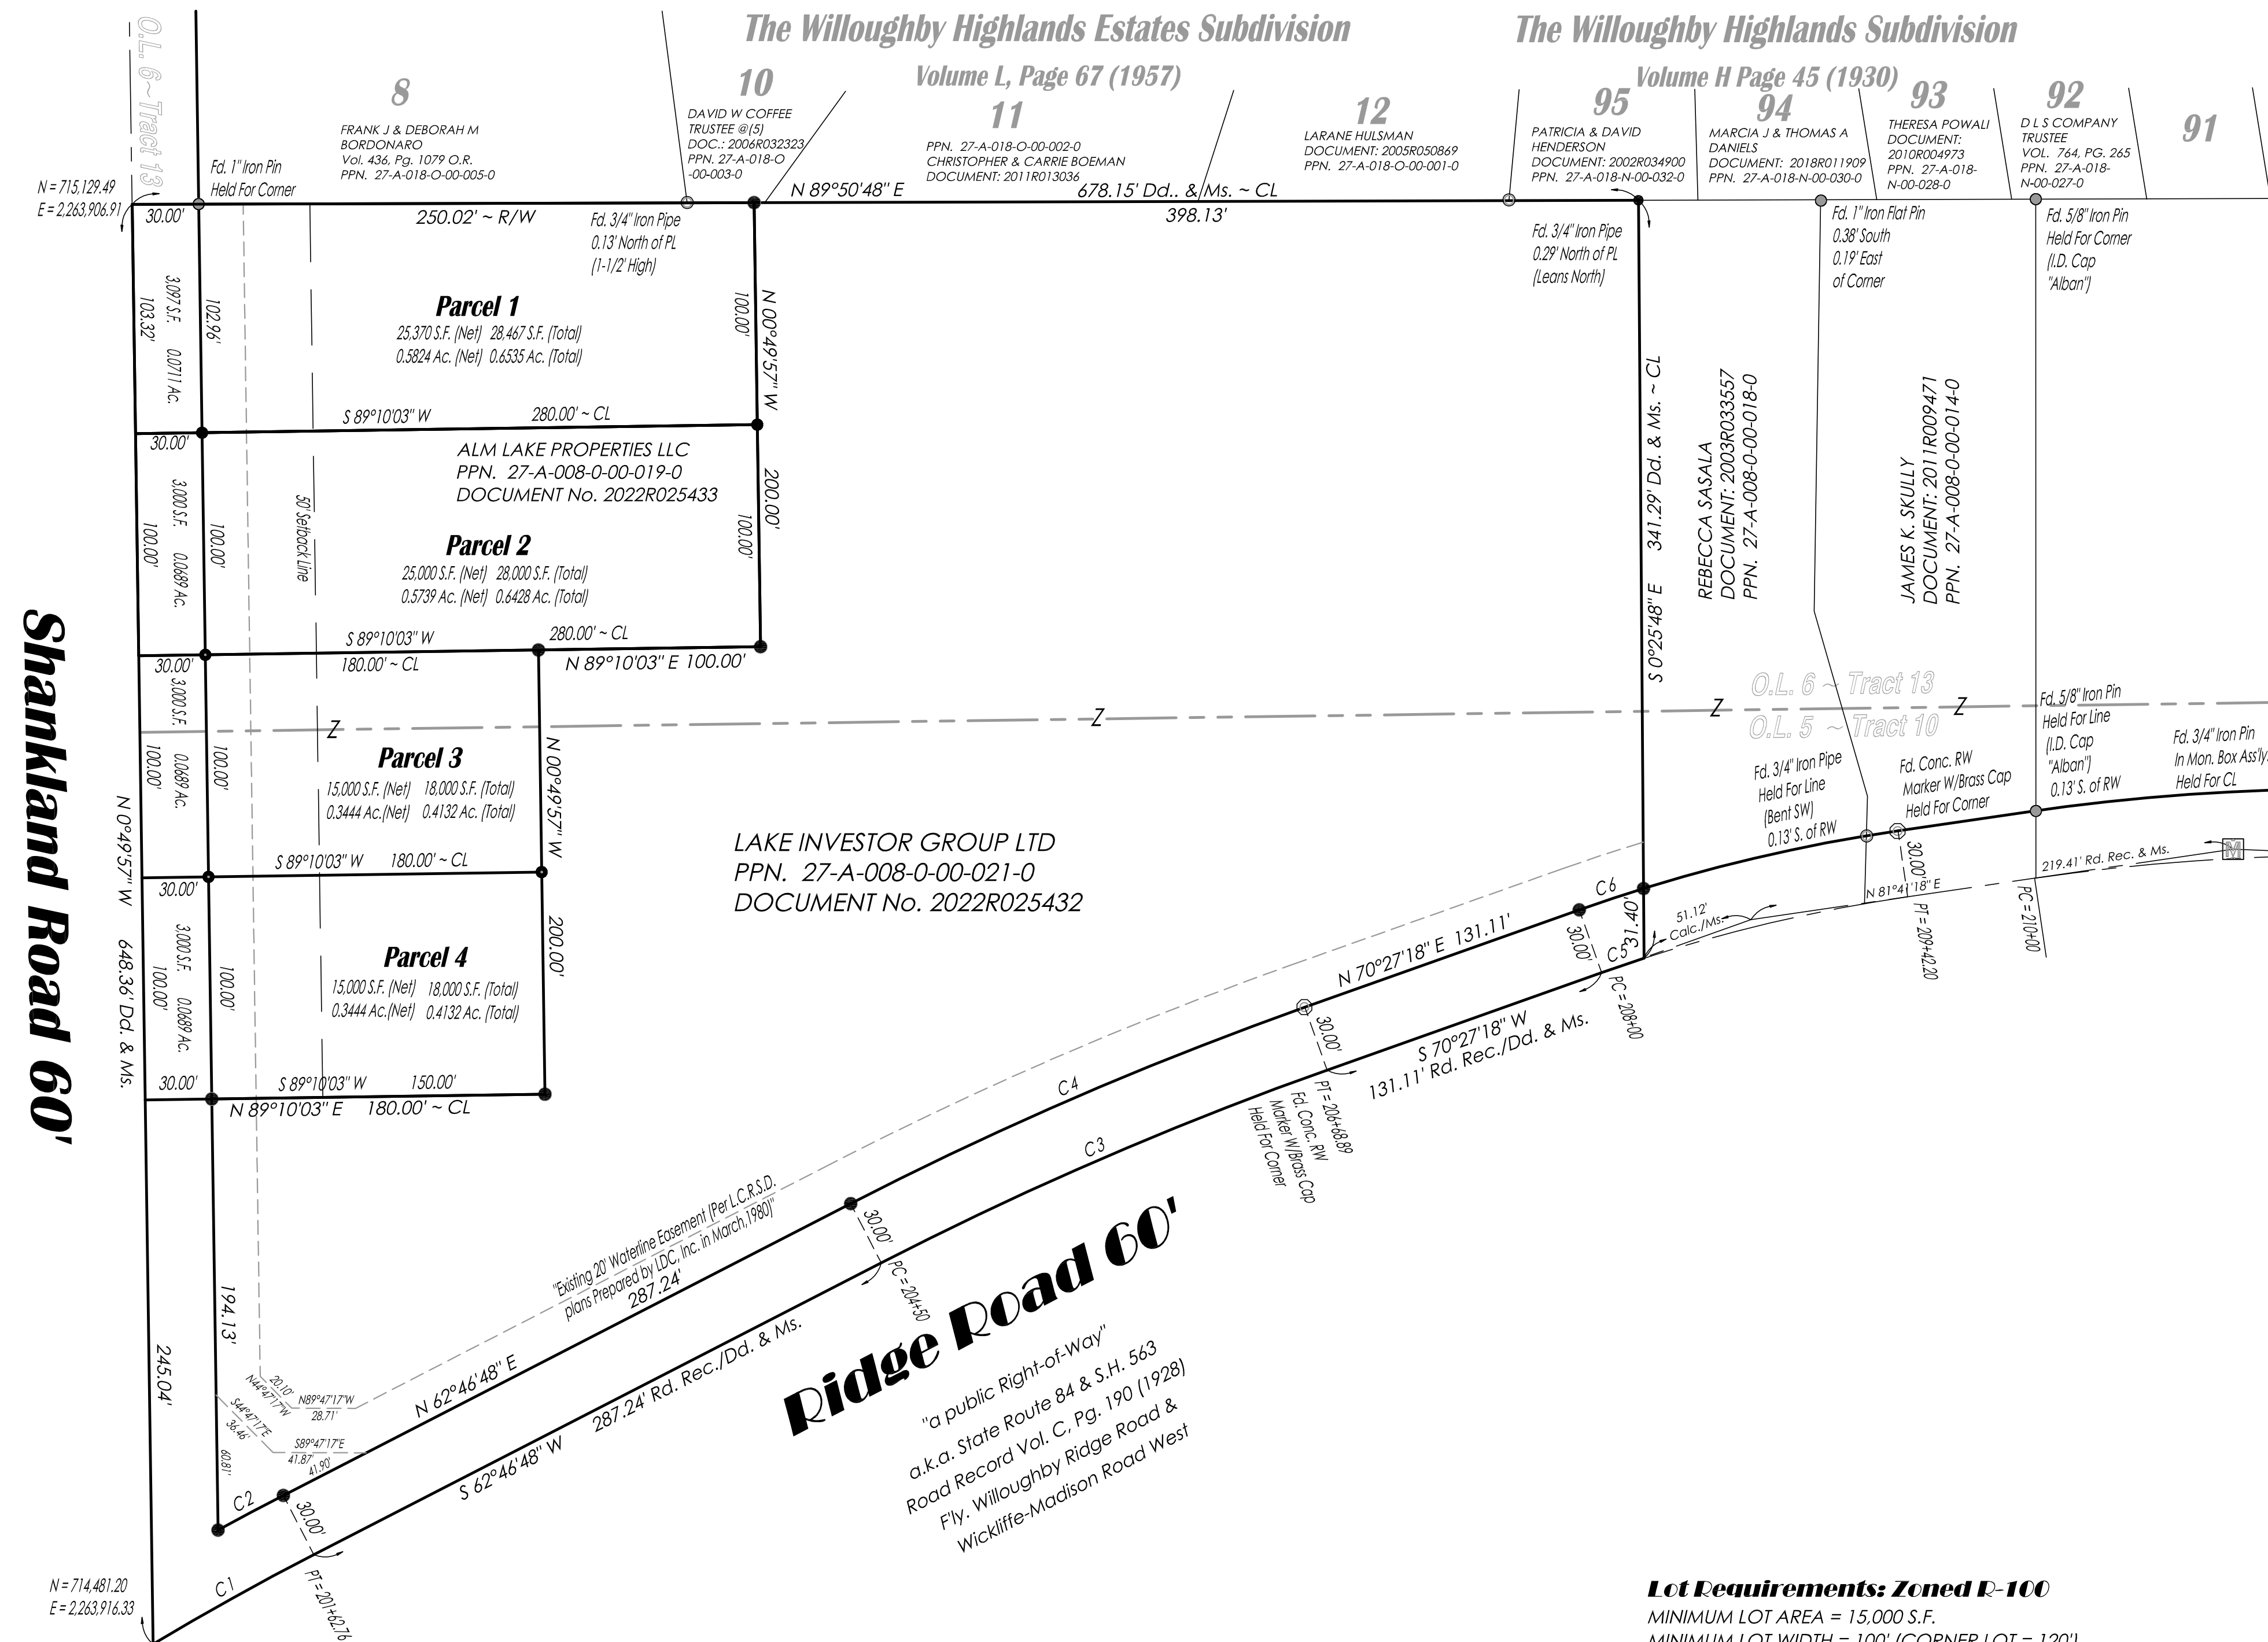 The Willoughby Highlands Estates Subdivision
Volume L, Page 67 (1957)
The Willoughby Highlands Subdivision
Volume H Page 45 (1930)
O.L. 6~Tract 13
8
FRANK J & DEBORAH M
BORDONARO
Vol. 436, Pg. 1079 O.R.
PPN. 27-A-018-O-00-005-0
10
DAVID W COFFEE
TRUSTEE @(5)
DOC.: 2006R032323
PPN. 27-A-018-O
-00-003-0
11
PPN. 27-A-018-O-00-002-0
CHRISTOPHER & CARRIE BOEMAN
DOCUMENT: 2011R013036
12
LARANE HULSMAN
DOCUMENT: 2005R050869
PPN. 27-A-018-O-00-001-0
95
PATRICIA & DAVID
HENDERSON
DOCUMENT: 2002R034900
PPN. 27-A-018-N-00-032-0
94
MARCIA J & THOMAS A
DANIELS
DOCUMENT: 2018R011909
PPN. 27-A-018-N-00-030-0
93
THERESA POWALI
DOCUMENT:
2010R004973
PPN. 27-A-018-
N-00-028-0
92
D L S COMPANY
TRUSTEE
VOL. 764, PG. 265
PPN. 27-A-018-
N-00-027-0
91
Fd. 1" Iron Pin
Held For Corner
N = 715,129.49
E = 2,263,906.91
30.00'
250.02' ~ R/W
N 89°50'48" E
678.15' Dd.. & Ms. ~ CL
398.13'
Fd. 3/4" Iron Pipe
0.13' North of PL
(1-1/2' High)
Fd. 3/4" Iron Pipe
0.29' North of PL
(Leans North)
Fd. 1" Iron Flat Pin
0.38' South
0.19' East
of Corner
Fd. 5/8" Iron Pin
Held For Corner
(I.D. Cap
"Alban")
3,097 S.F. 0.0711 Ac.
103.32'
102.96'
Parcel 1
25,370 S.F. (Net) 28,467 S.F. (Total)
0.5824 Ac. (Net) 0.6535 Ac. (Total)
100.00'
N 00°49'57" W
S 89°10'03" W 280.00' ~ CL
30.00'
ALM LAKE PROPERTIES LLC
PPN. 27-A-008-0-00-019-0
DOCUMENT No. 2022R025433
200.00'
3,000 S.F. 0.0689 Ac.
100.00'
100.00'
50' Setback Line
100.00'
Parcel 2
25,000 S.F. (Net) 28,000 S.F. (Total)
0.5739 Ac. (Net) 0.6428 Ac. (Total)
S 89°10'03" W 280.00' ~ CL
30.00'
180.00' ~ CL
N 89°10'03" E 100.00'
3,000 S.F. 0.0689 Ac.
100.00'
100.00'
Z
Z
Z
Z
Parcel 3
15,000 S.F. (Net) 18,000 S.F. (Total)
0.3444 Ac.(Net) 0.4132 Ac. (Total)
N 00°49'57" W
S 89°10'03" W 180.00' ~ CL
30.00'
200.00'
3,000 S.F. 0.0689 Ac.
100.00'
100.00'
Parcel 4
15,000 S.F. (Net) 18,000 S.F. (Total)
0.3444 Ac.(Net) 0.4132 Ac. (Total)
30.00'
S 89°10'03" W 150.00'
N 89°10'03" E 180.00' ~ CL
Shankland Road 60'
N 0°49'57" W 648.36' Dd. & Ms.
LAKE INVESTOR GROUP LTD
PPN. 27-A-008-0-00-021-0
DOCUMENT No. 2022R025432
S 0°25'48" E 341.29' Dd. & Ms. ~ CL
REBECCA SASALA
DOCUMENT: 2003R033557
PPN. 27-A-008-0-00-018-0
JAMES K. SKULLY
DOCUMENT: 2011R009471
PPN. 27-A-008-0-00-014-0
O.L. 6 ~ Tract 13
O.L. 5 ~ Tract 10
Fd. 3/4" Iron Pipe
Held For Line
(Bent SW)
0.13' S. of RW
Fd. Conc. RW
Marker W/Brass Cap
Held For Corner
Fd. 5/8" Iron Pin
Held For Line
(I.D. Cap
"Alban")
0.13' S. of RW
Fd. 3/4" Iron Pin
In Mon. Box Ass'ly.
Held For CL
M
219.41' Rd. Rec. & Ms.
N 81°41'18" E
30.00'
PT = 209+42.20
PC = 210+00
51.12'
Calc./Ms.
31.40'
C6
C5
30.00'
PC = 208+00
N 70°27'18" E 131.11'
S 70°27'18" W
131.11' Rd. Rec./Dd. & Ms.
30.00'
PT = 206+68.89
Fd. Conc. RW
Marker W/Brass Cap
Held For Corner
C4
C3
30.00'
PC = 204+50
"Existing 20' Waterline Easement (Per L.C.R.S.D.
plans Prepared by LDC, Inc. in March,1980)"
287.24'
N 62°46'48" E
S 62°46'48" W 287.24' Rd. Rec./Dd. & Ms.
Ridge Road 60'
"a public Right-of-Way"
a.k.a. State Route 84 & S.H. 563
Road Record Vol. C, Pg. 190 (1928)
F'ly. Willoughby Ridge Road &
Wickliffe-Madison Road West
194.13'
245.04'
20.10'
N44°47'17"W
N89°47'17"W
28.71'
S44°47'17"E
36.46'
S89°47'17"E
41.87'
41.90'
60.81'
C2
30.00'
C1
PT = 201+62.76
N = 714,481.20
E = 2,263,916.33
Lot Requirements: Zoned R-100
MINIMUM LOT AREA = 15,000 S.F.
MINIMUM LOT WIDTH = 100' (CORNER LOT = 120')